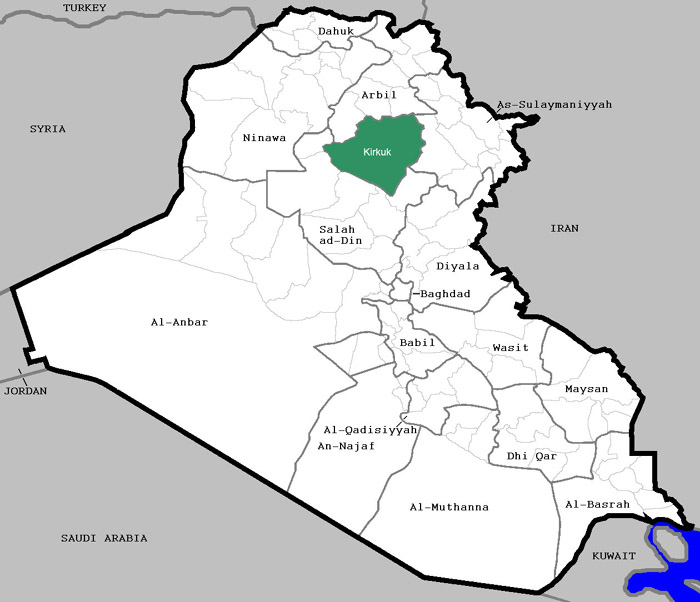 TURKEY
Dahuk
Arbil
As-Sulaymaniyyah
SYRIA
Ninawa
Kirkuk
Salah
ad-Din
IRAN
Diyala
Baghdad
Al-Anbar
Babil
Wasit
JORDAN
Maysan
Al-Qadisiyyah
An-Najaf
Dhi Qar
Al-Muthanna
Al-Basrah
SAUDI ARABIA
KUWAIT